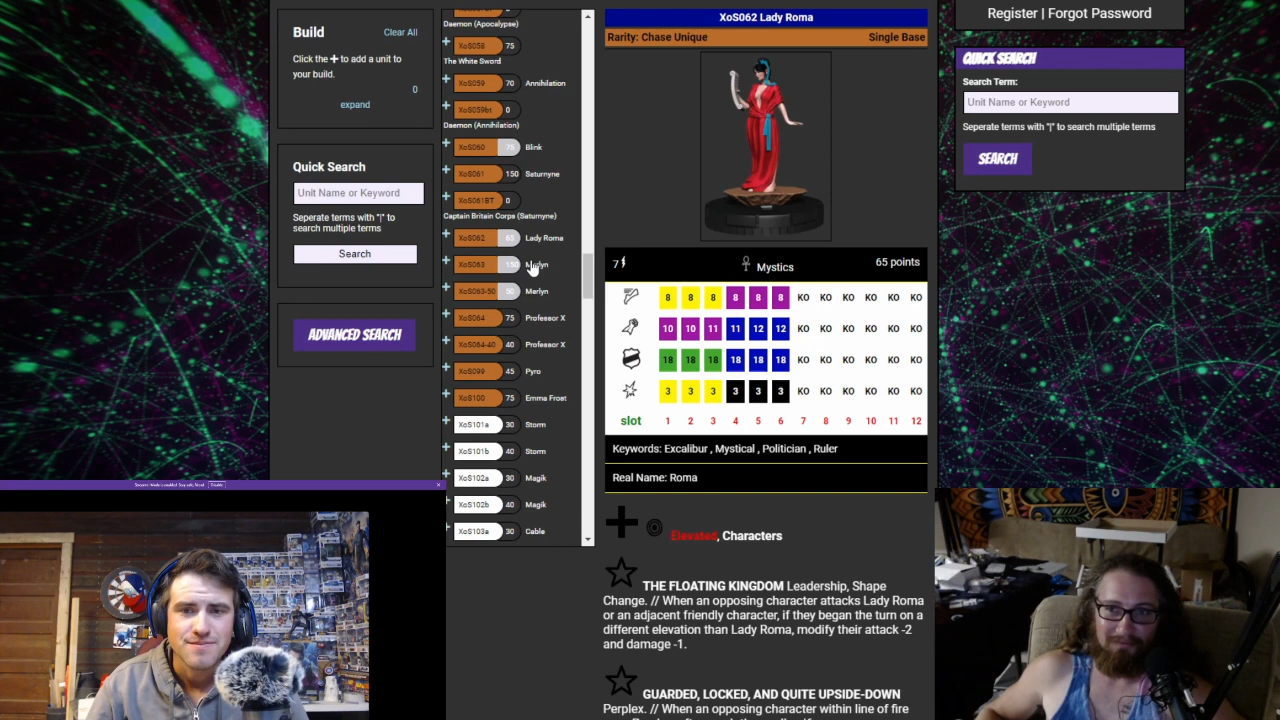 Build
Clear All
Click the + to add a unit to
your build.
0
expand
Quick Search
Unit Name or Keyword
Seperate terms with "|" to
search multiple terms
Search
ADVANCED SEARCH
Daemon (Apocalypse)
XoS058 75
The White Sword
XoS059 70 Annihilation
XoS059bt 0
Daemon (Annihilation)
XoS060 75 Blink
XoS061 150 Saturnyne
XoS061BT 0
Captain Britain Corps (Saturnyne)
XoS062 65 Lady Roma
XoS063 150 Merlyn
XoS063-50 50 Merlyn
XoS064 75 Professor X
XoS064-40 40 Professor X
XoS099 45 Pyro
XoS100 75 Emma Frost
XoS101a 30 Storm
XoS101b 40 Storm
XoS102a 30 Magik
XoS102b 40 Magik
XoS103a 30 Cable
XoS062 Lady Roma
Rarity: Chase Unique Single Base
7 Mystics 65 points
8 8 8 8 8 8 KO KO KO KO KO KO
10 10 11 11 12 12 KO KO KO KO KO KO
18 18 18 18 18 18 KO KO KO KO KO KO
3 3 3 3 3 3 KO KO KO KO KO KO
slot 1 2 3 4 5 6 7 8 9 10 11 12
Keywords: Excalibur , Mystical , Politician , Ruler
Real Name: Roma
Elevated, Characters
THE FLOATING KINGDOM Leadership, Shape
Change. // When an opposing character attacks Lady Roma
or an adjacent friendly character, if they began the turn on a
different elevation than Lady Roma, modify their attack -2
and damage -1.
GUARDED, LOCKED, AND QUITE UPSIDE-DOWN
Perplex. // When an opposing character within line of fire
Register | Forgot Password
QUICK SEARCH
Search Term:
Unit Name or Keyword
Seperate terms with "|" to search multiple terms
SEARCH